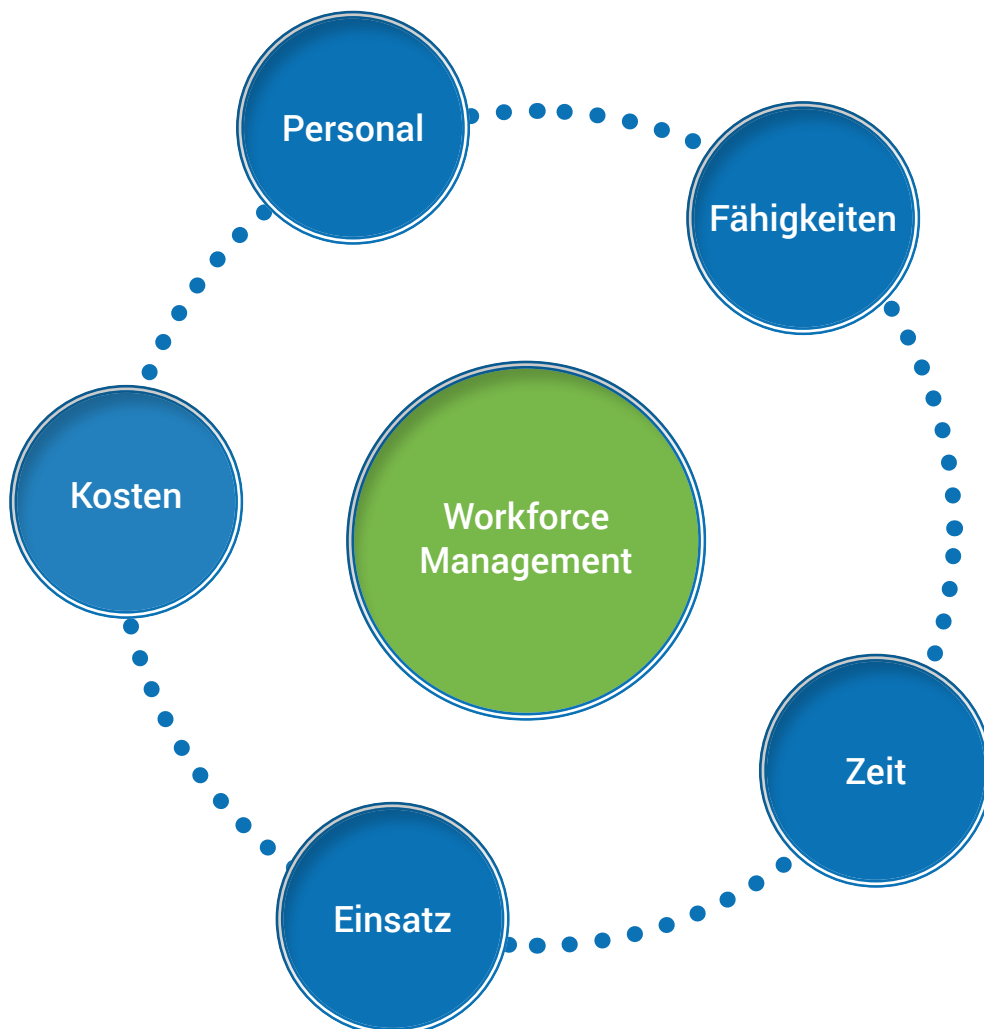 Personal
Fähigkeiten
Kosten
Workforce
Management
Zeit
Einsatz